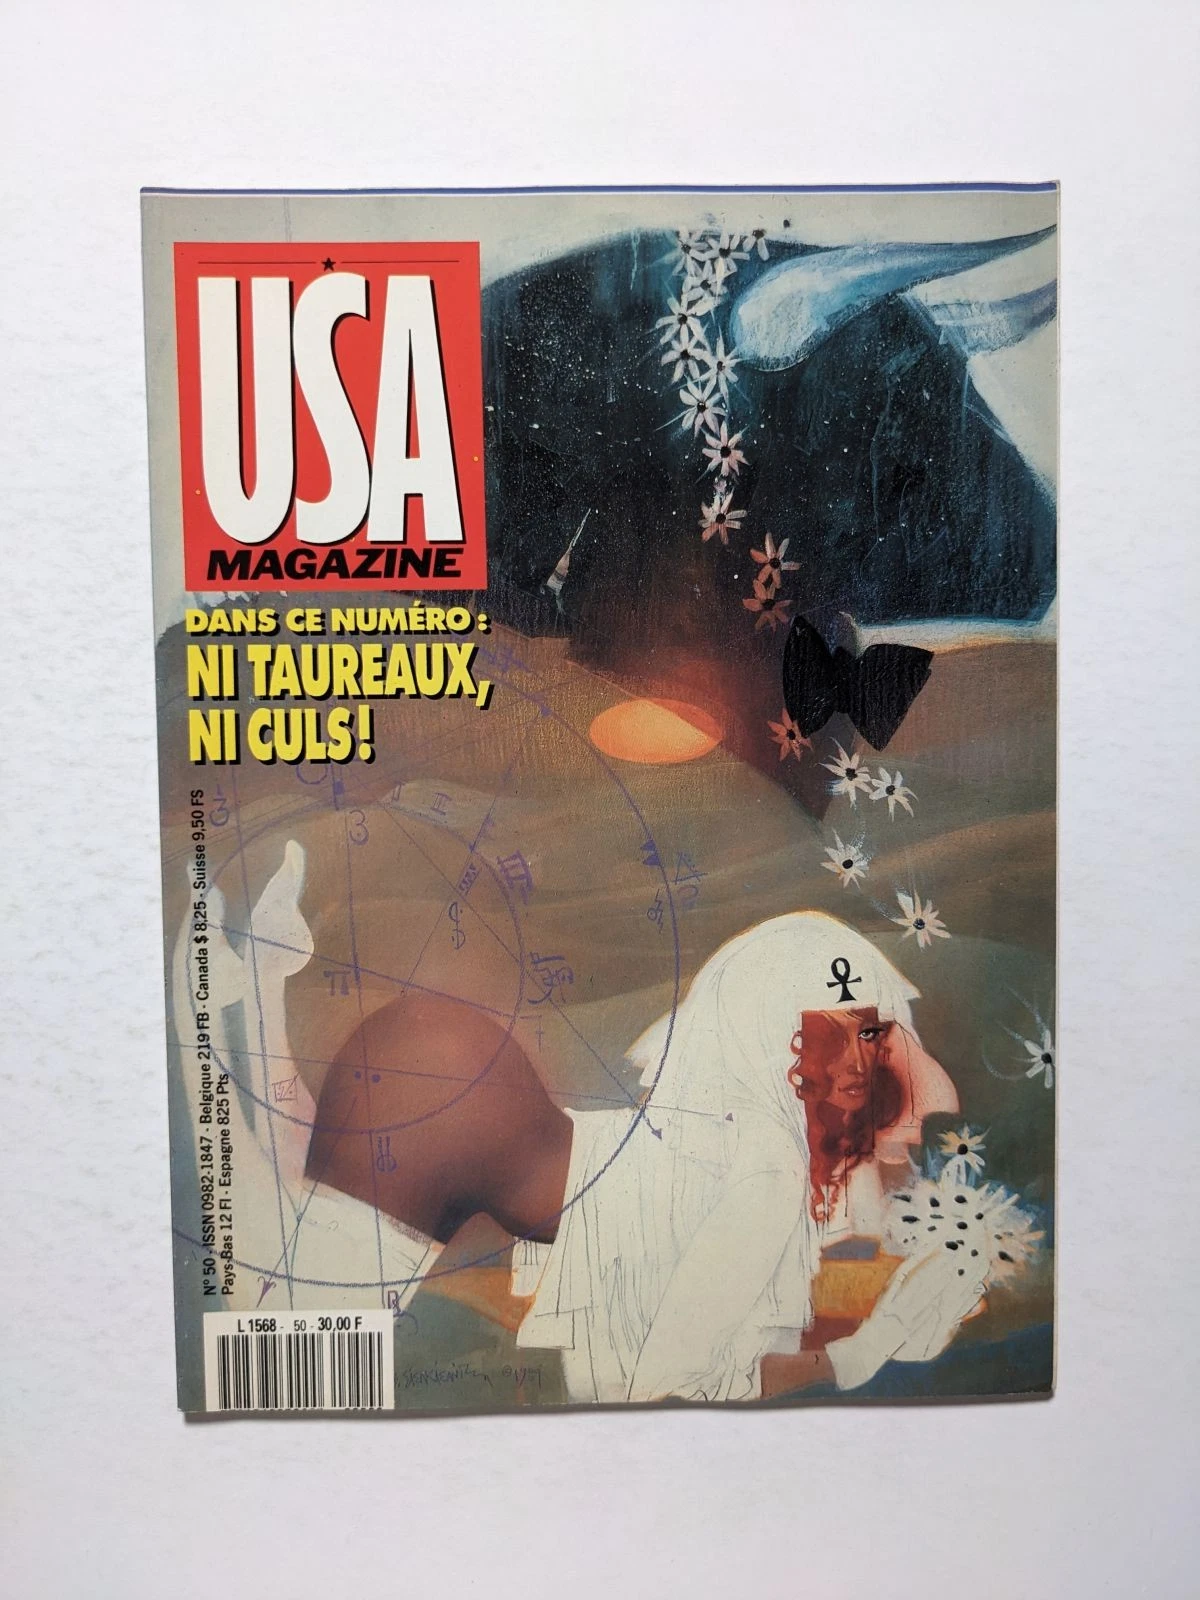 USA
MAGAZINE
DANS CE NUMÉRO :
NI TAUREAUX,
NI CULS !
N° 50 - ISSN 0982-1847 - Belgique 219 FB - Canada $ 8,25 - Suisse 9,50 FS
Pays-Bas 12 Fl - Espagne 825 Pts
L 1568 - 50 - 30,00 F
©1989